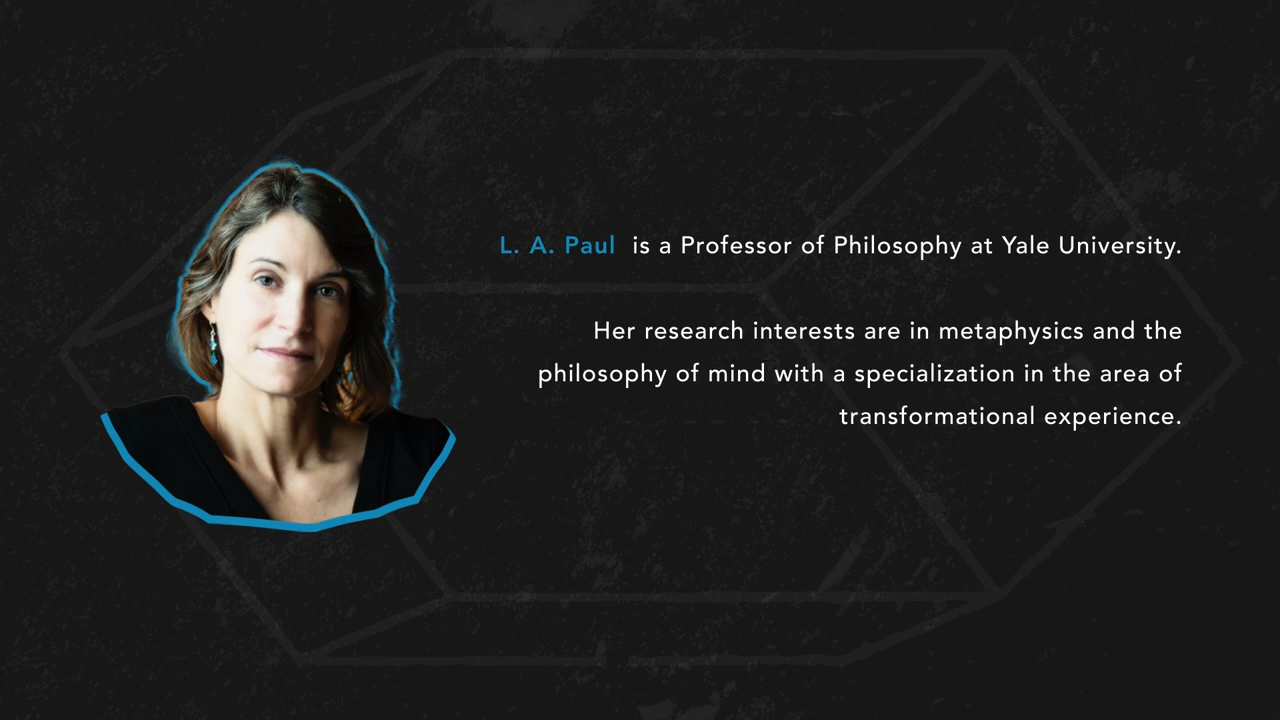 L. A. Paul is a Professor of Philosophy at Yale University.
Her research interests are in metaphysics and the
philosophy of mind with a specialization in the area of
transformational experience.